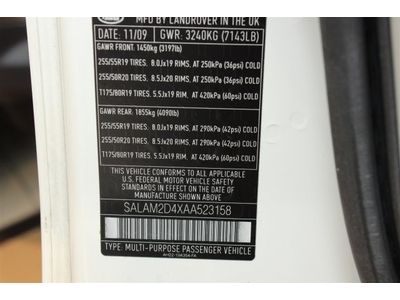 MFD BY LANDROVER IN THE UK
DATE: 11/09 GWR: 3240KG (7143LB)
GAWR FRONT: 1450kg (3197lb)
255/55R19 TIRES. 8.0Jx19 RIMS. AT 250kPa (36psi) COLD
255/50R20 TIRES. 8.5Jx20 RIMS. AT 250kPa (36psi) COLD
T175/80R19 TIRES. 5.5Jx19 RIM. AT 420kPa (60psi) COLD
GAWR REAR: 1855kg (4090lb)
255/55R19 TIRES. 8.0Jx19 RIMS. AT 290kPa (42psi) COLD
255/50R20 TIRES. 8.5Jx20 RIMS. AT 290kPa (42psi) COLD
T175/80R19 TIRES. 5.5Jx19 RIM. AT 420kPa (60psi) COLD
THIS VEHICLE CONFORMS TO ALL APPLICABLE
U.S. FEDERAL MOTOR VEHICLE SAFETY
STANDARDS IN EFFECT ON THE DATE OF
MANUFACTURE SHOWN ABOVE
SALAM2D4XAA523158
TYPE: MULTI-PURPOSE PASSENGER VEHICLE